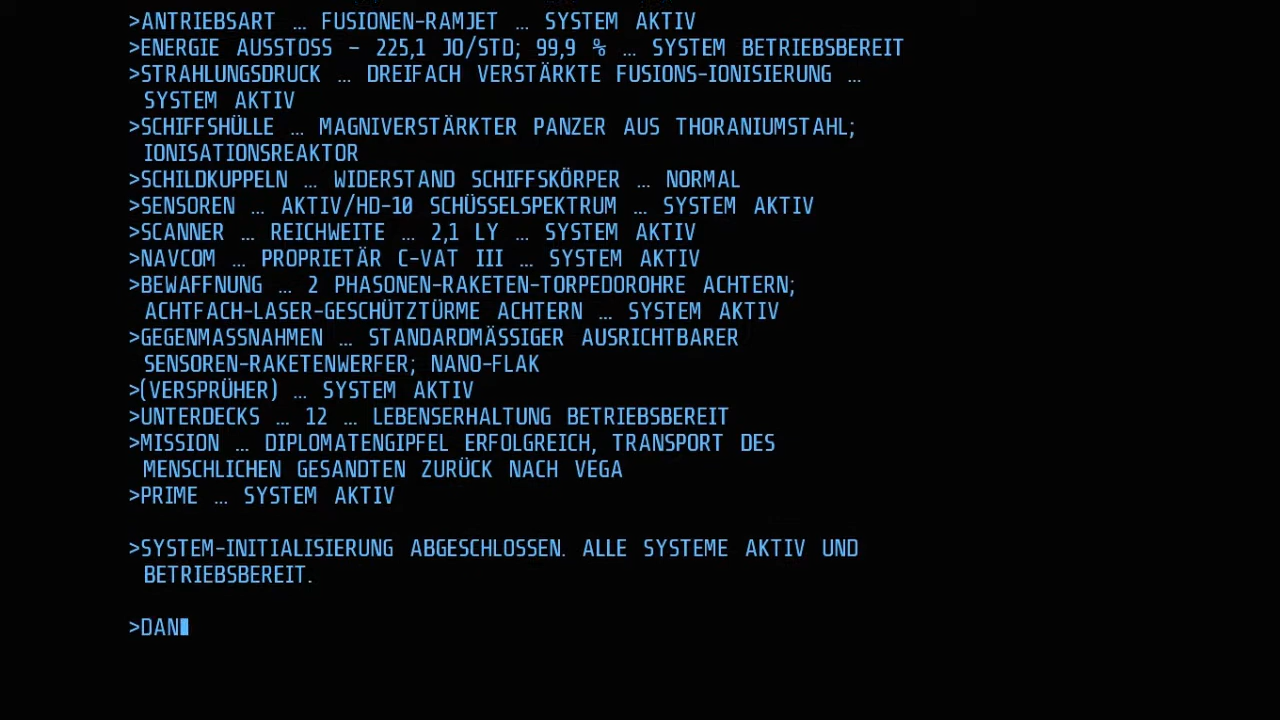 >ANTRIEBSART … FUSIONEN-RAMJET … SYSTEM AKTIV
>ENERGIE AUSSTOSS – 225,1 JO/STD; 99,9 % … SYSTEM BETRIEBSBEREIT
>STRAHLUNGSDRUCK … DREIFACH VERSTÄRKTE FUSIONS-IONISIERUNG …
SYSTEM AKTIV
>SCHIFFSHÜLLE … MAGNIVERSTÄRKTER PANZER AUS THORANIUMSTAHL;
IONISATIONSREAKTOR
>SCHILDKUPPELN … WIDERSTAND SCHIFFSKÖRPER … NORMAL
>SENSOREN … AKTIV/HD-10 SCHÜSSELSPEKTRUM … SYSTEM AKTIV
>SCANNER … REICHWEITE … 2,1 LY … SYSTEM AKTIV
>NAVCOM … PROPRIETÄR C-VAT III … SYSTEM AKTIV
>BEWAFFNUNG … 2 PHASONEN-RAKETEN-TORPEDOROHRE ACHTERN;
ACHTFACH-LASER-GESCHÜTZTÜRME ACHTERN … SYSTEM AKTIV
>GEGENMASSNAHMEN … STANDARDMÄSSIGER AUSRICHTBARER
SENSOREN-RAKETENWERFER; NANO-FLAK
>(VERSPRÜHER) … SYSTEM AKTIV
>UNTERDECKS … 12 … LEBENSERHALTUNG BETRIEBSBEREIT
>MISSION … DIPLOMATENGIPFEL ERFOLGREICH, TRANSPORT DES
MENSCHLICHEN GESANDTEN ZURÜCK NACH VEGA
>PRIME … SYSTEM AKTIV
>SYSTEM-INITIALISIERUNG ABGESCHLOSSEN. ALLE SYSTEME AKTIV UND
BETRIEBSBEREIT.
>DAN